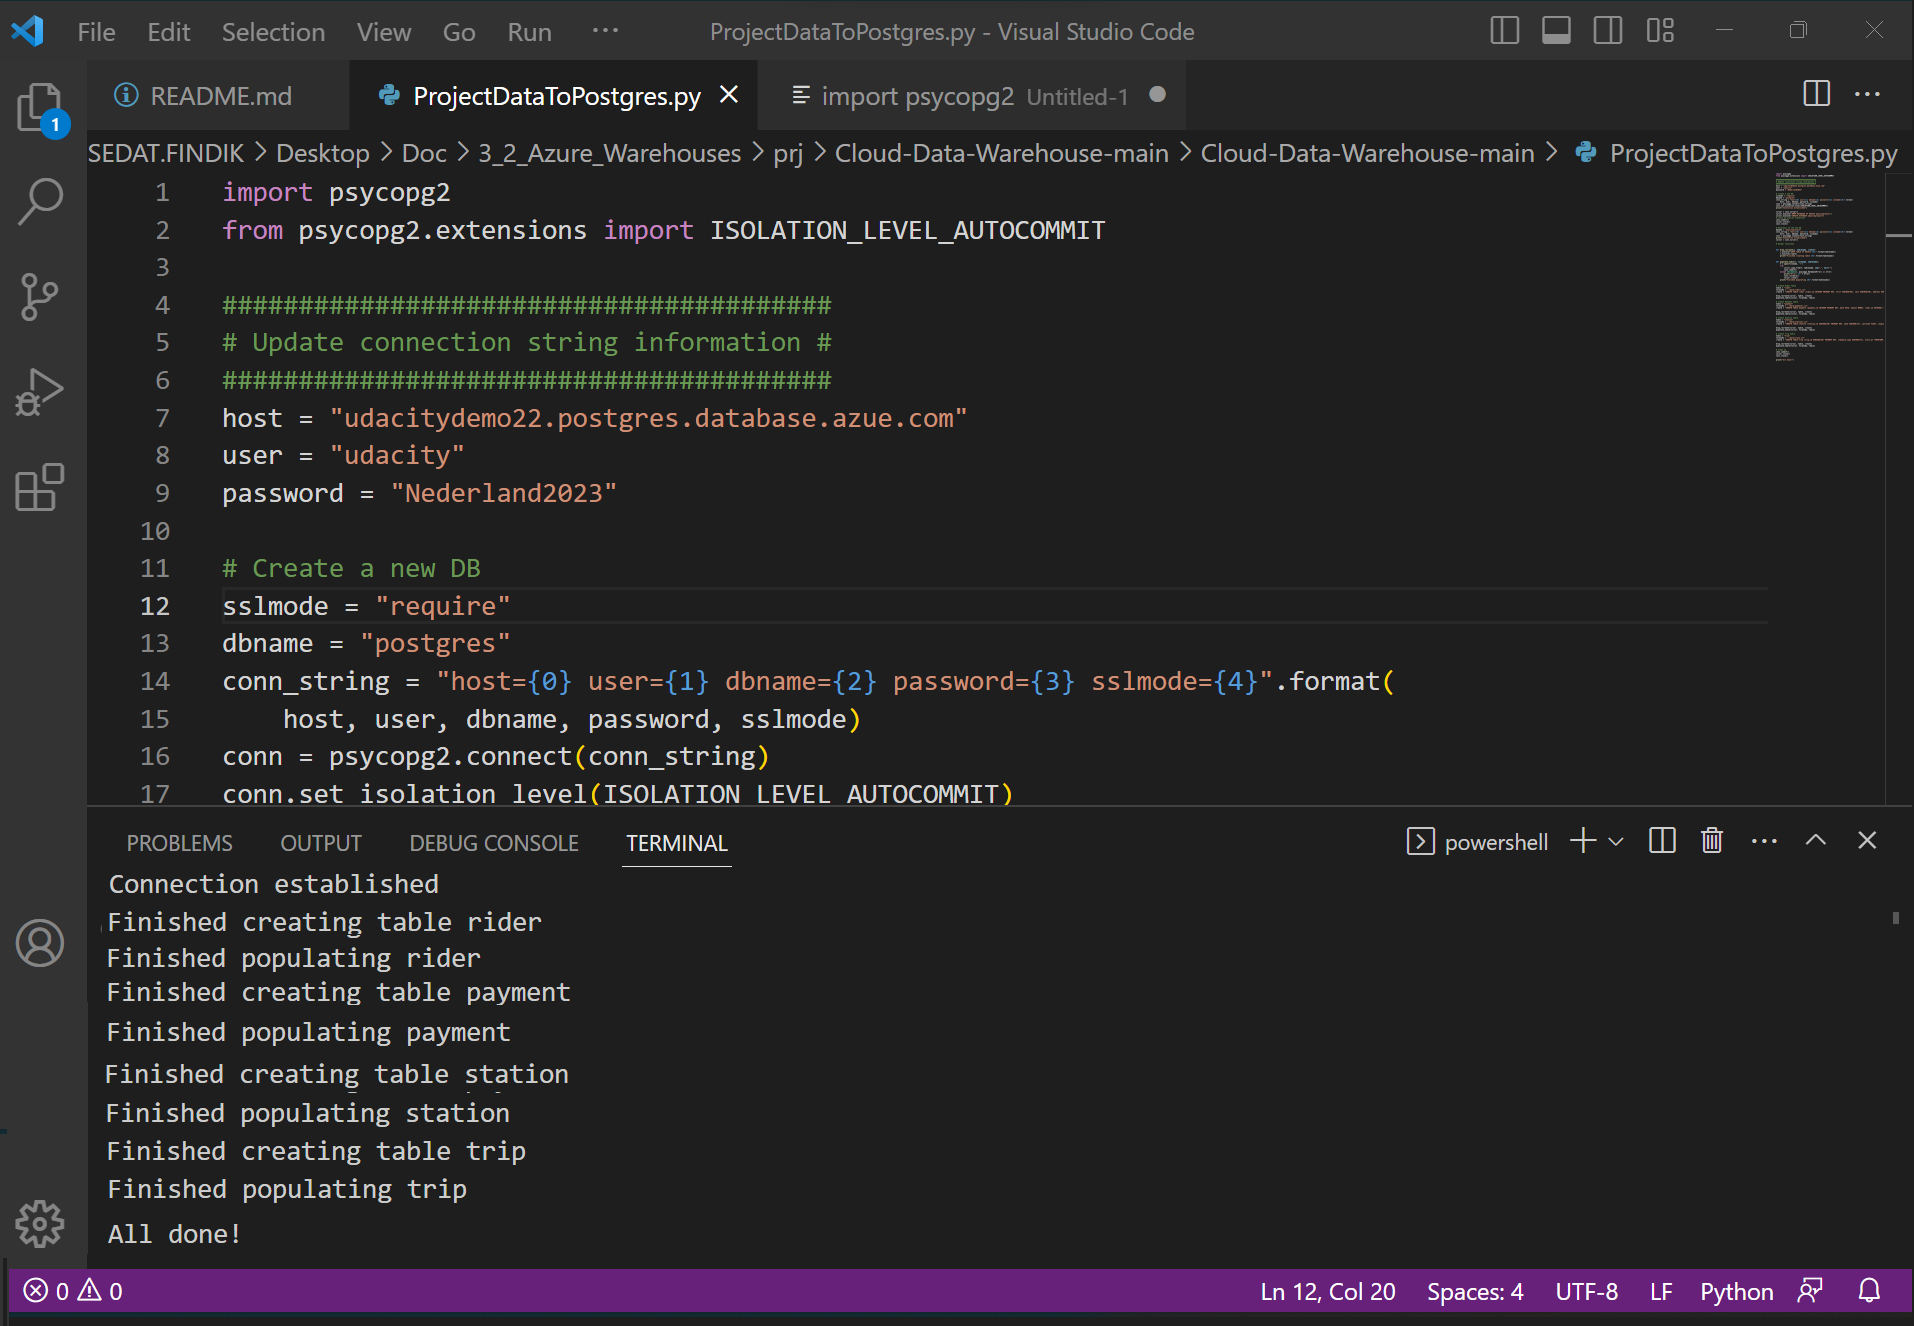 File Edit Selection View Go Run ··· ProjectDataToPostgres.py - Visual Studio Code
README.md ProjectDataToPostgres.py import psycopg2 Untitled-1
1
SEDAT.FINDIK > Desktop > Doc > 3_2_Azure_Warehouses > prj > Cloud-Data-Warehouse-main > Cloud-Data-Warehouse-main > ProjectDataToPostgres.py
1 import psycopg2
2 from psycopg2.extensions import ISOLATION_LEVEL_AUTOCOMMIT
3
4 ########################################
5 # Update connection string information #
6 ########################################
7 host = "udacitydemo22.postgres.database.azue.com"
8 user = "udacity"
9 password = "Nederland2023"
10
11 # Create a new DB
12 sslmode = "require"
13 dbname = "postgres"
14 conn_string = "host={0} user={1} dbname={2} password={3} sslmode={4}".format(
15 host, user, dbname, password, sslmode)
16 conn = psycopg2.connect(conn_string)
17 conn.set_isolation_level(ISOLATION_LEVEL_AUTOCOMMIT)
PROBLEMS OUTPUT DEBUG CONSOLE TERMINAL powershell
Connection established
Finished creating table rider
Finished populating rider
Finished creating table payment
Finished populating payment
Finished creating table station
Finished populating station
Finished creating table trip
Finished populating trip
All done!
0 0 Ln 12, Col 20 Spaces: 4 UTF-8 LF Python